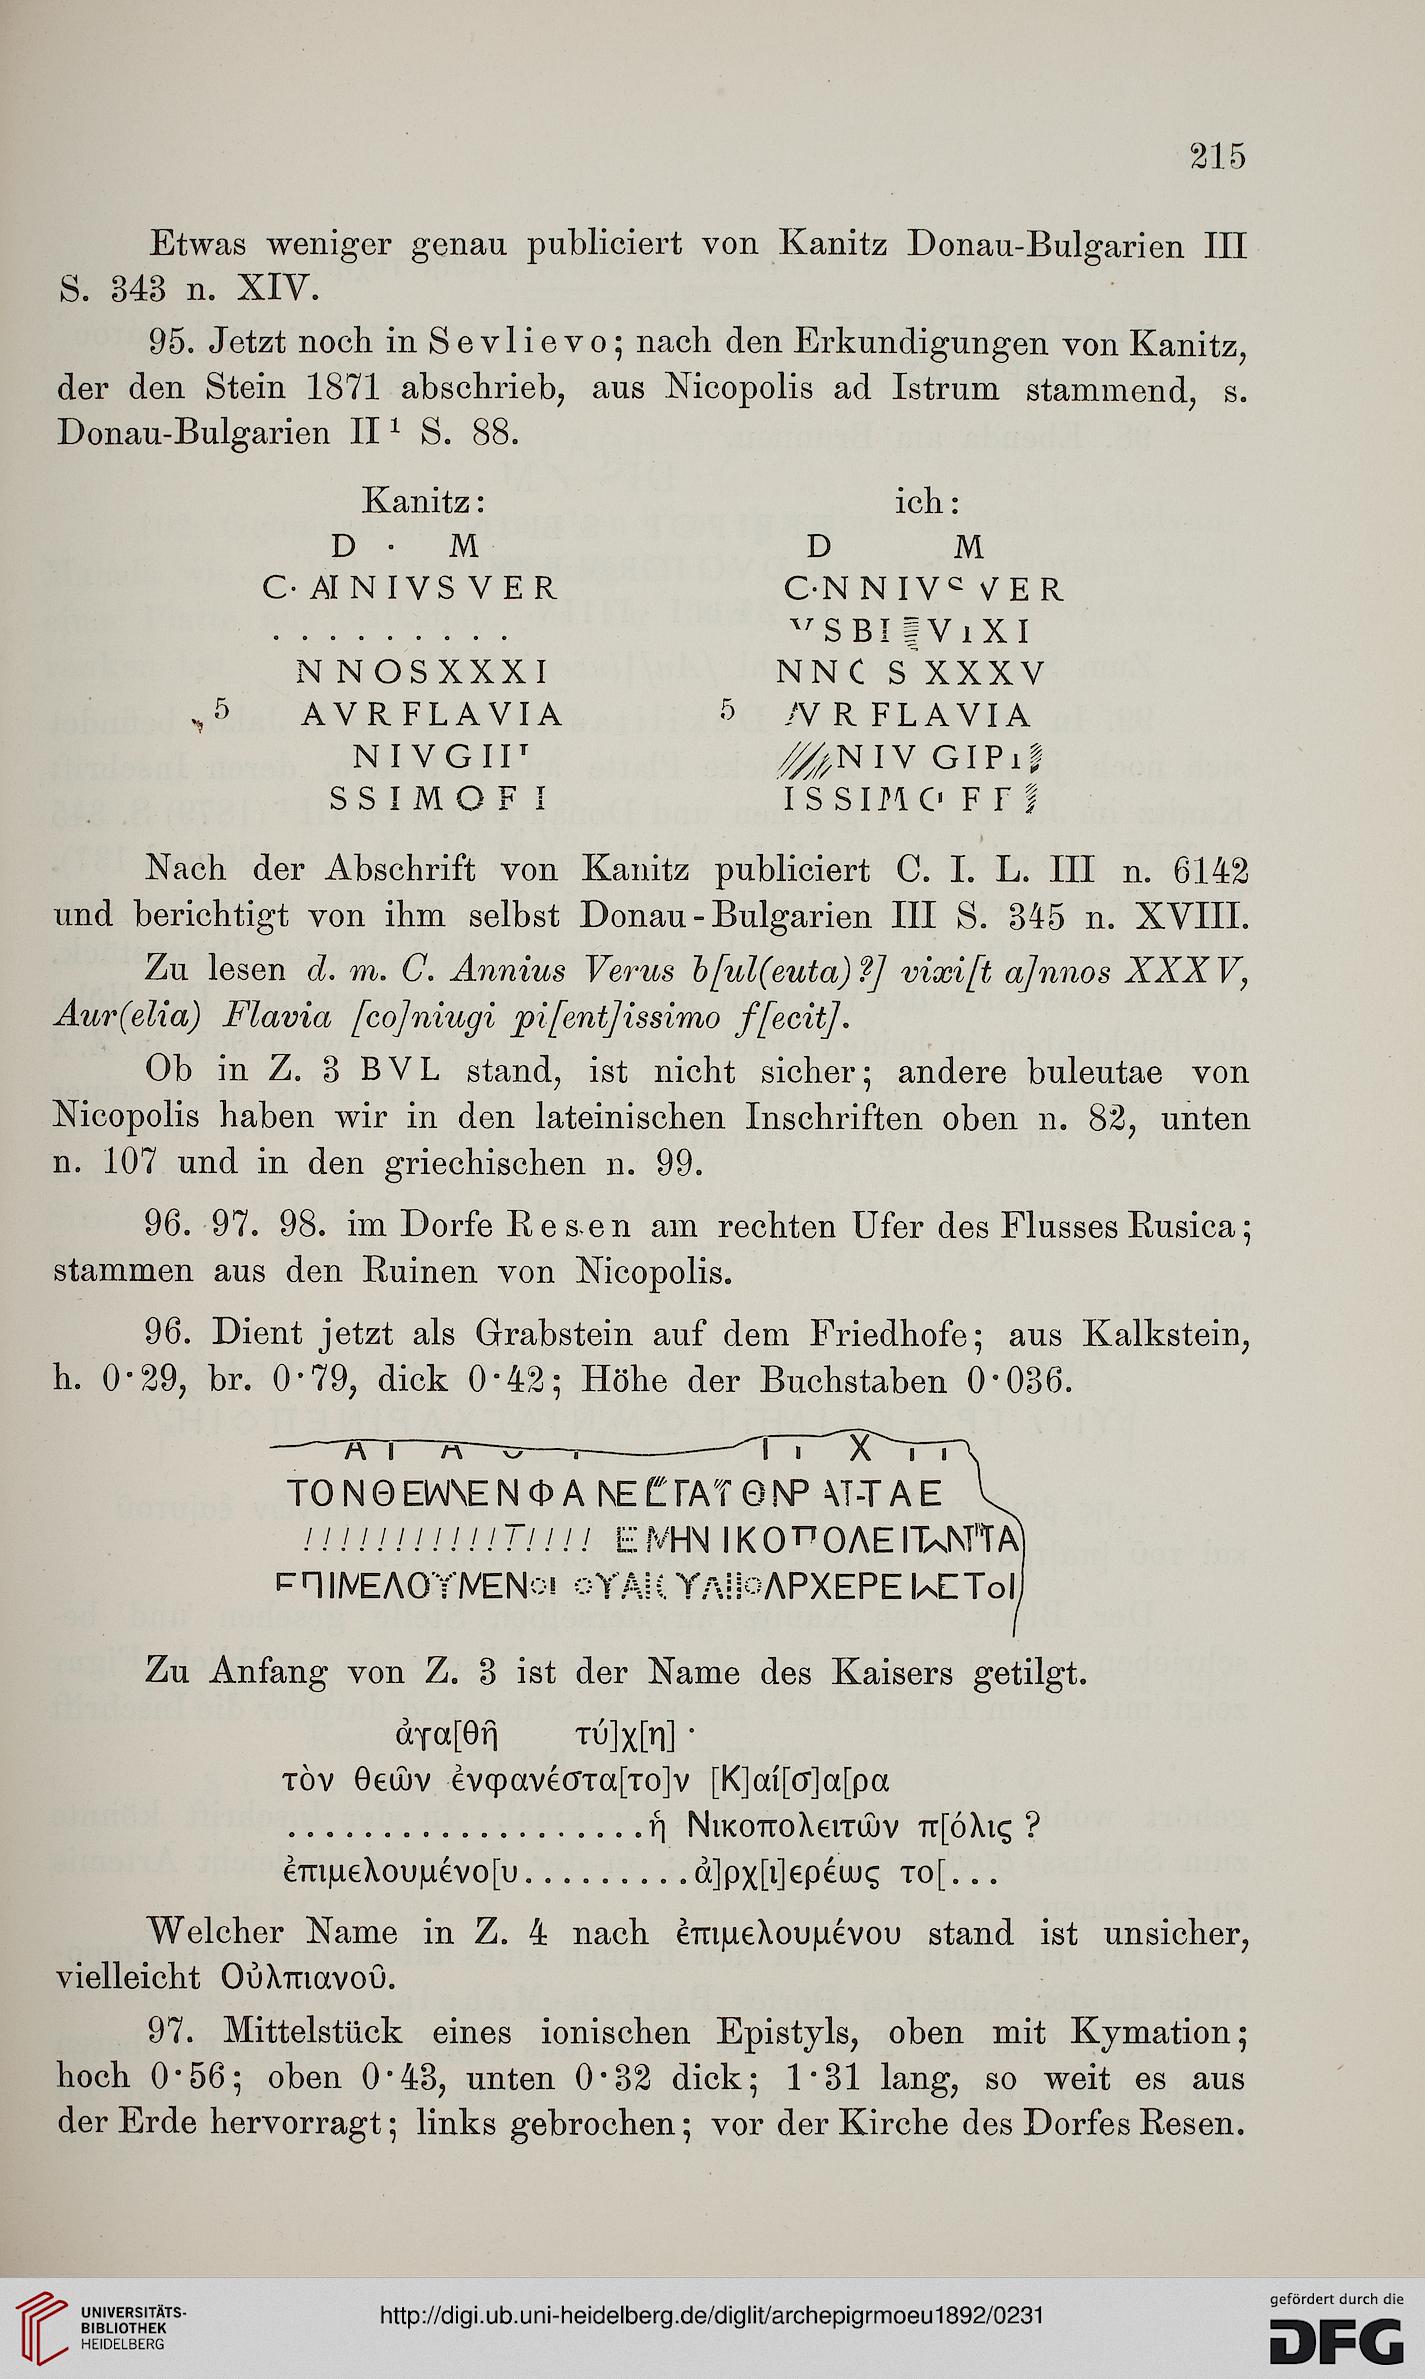 215
Etwas weniger genau publiciert von Kanitz Donau-Bulgarien III
S. 343 n. XIV.
95. Jetzt noch in Sevlievo; nach den Erkundigungen von Kanitz,
der den Stein 1871 abschrieb, aus Nicopolis ad Istrum stammend, s.
Donau-Bulgarien II¹ S. 88.
Kanitz:
D · M
C· AINIVS VER
. . . . . . . . . .
NNOSXXXI
5 AVRFLAVIA
NIVGII
SSIMOFI
ich:
D M
C·NNIVS VER
SBI VIXI
NNC S XXXV
5 VR FLAVIA
NIV GIPI
ISSIMO F F
Nach der Abschrift von Kanitz publiciert C. I. L. III n. 6142
und berichtigt von ihm selbst Donau-Bulgarien III S. 345 n. XVIII.
Zu lesen d. m. C. Annius Verus b[ul(euta)?] vixi[t a]nnos XXXV,
Aur(elia) Flavia [co]niugi pi[ent]issimo f[ecit].
Ob in Z. 3 BVL stand, ist nicht sicher; andere buleutae von
Nicopolis haben wir in den lateinischen Inschriften oben n. 82, unten
n. 107 und in den griechischen n. 99.
96. 97. 98. im Dorfe Resen am rechten Ufer des Flusses Rusica;
stammen aus den Ruinen von Nicopolis.
96. Dient jetzt als Grabstein auf dem Friedhofe; aus Kalkstein,
h. 0·29, br. 0·79, dick 0·42; Höhe der Buchstaben 0·036.
Zu Anfang von Z. 3 ist der Name des Kaisers getilgt.
ἀγα[θῆ τύ]χ[η] ·
τὸν θεῶν ἐνφανέστα[το]ν [Κ]αί[σ]α[ρα
...................ἡ Νικοπολειτῶν π[όλις ?
ἐπιμελουμένο[υ.........ἀ]ρχ[ι]ερέως το[...
Welcher Name in Z. 4 nach ἐπιμελουμένου stand ist unsicher,
vielleicht Οὐλπιανοῦ.
97. Mittelstück eines ionischen Epistyls, oben mit Kymation;
hoch 0·56; oben 0·43, unten 0·32 dick; 1·31 lang, so weit es aus
der Erde hervorragt; links gebrochen; vor der Kirche des Dorfes Resen.
UNIVERSITÄTS-
BIBLIOTHEK
HEIDELBERG
http://digi.ub.uni-heidelberg.de/diglit/archepigrmoeu1892/0231
gefördert durch die
DFG